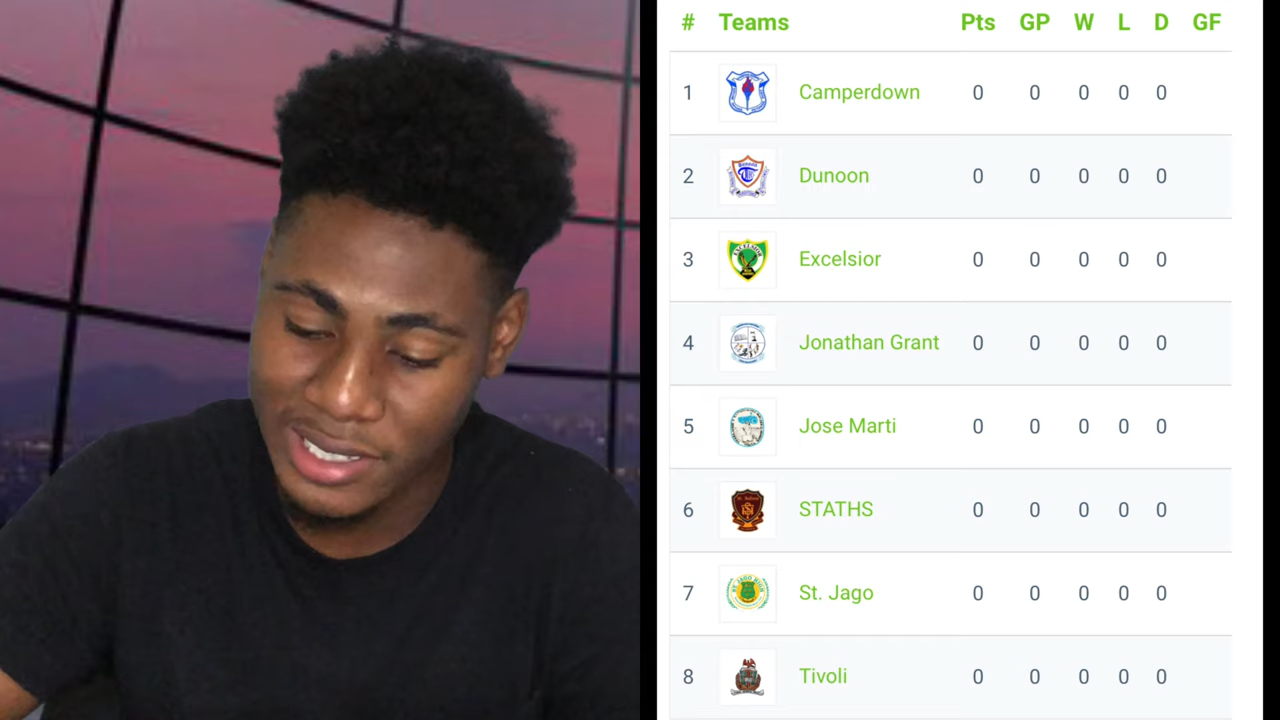 # Teams Pts GP W L D GF
1 Camperdown 0 0 0 0 0
2 Dunoon 0 0 0 0 0
3 Excelsior 0 0 0 0 0
4 Jonathan Grant 0 0 0 0 0
5 Jose Marti 0 0 0 0 0
6 STATHS 0 0 0 0 0
7 St. Jago 0 0 0 0 0
8 Tivoli 0 0 0 0 0